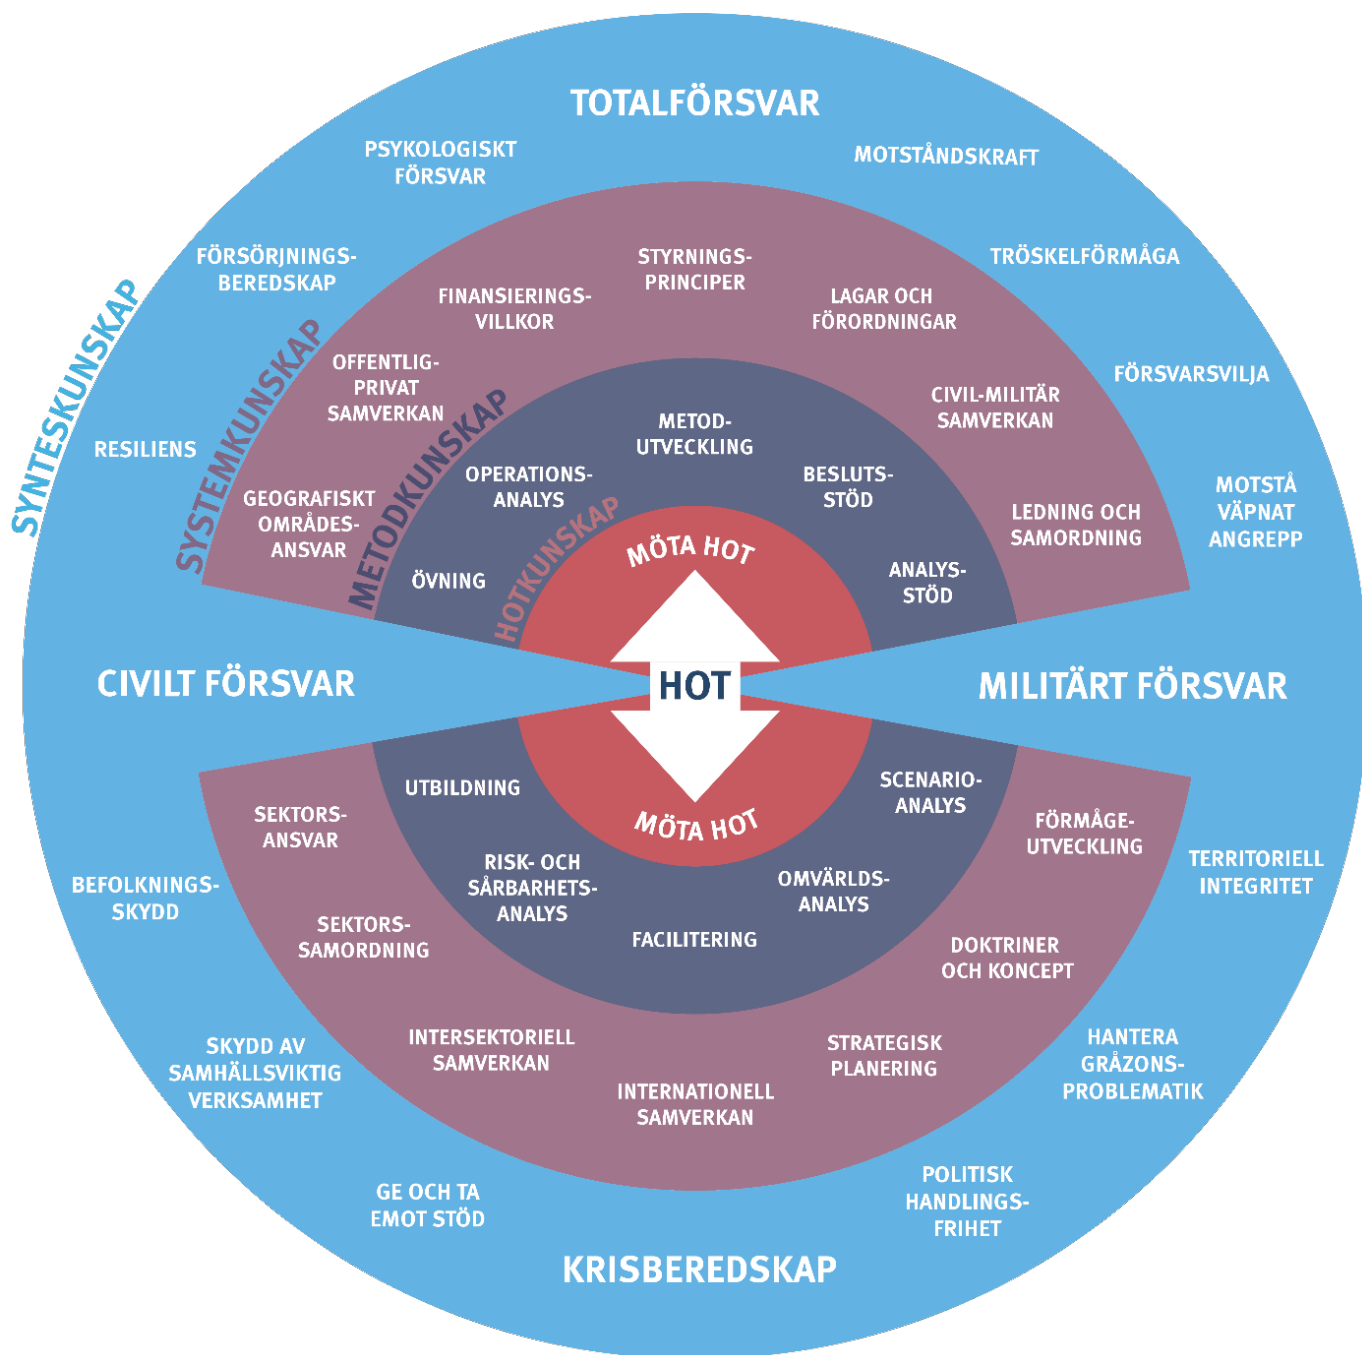 TOTALFÖRSVAR
PSYKOLOGISKT
FÖRSVAR
MOTSTÅNDSKRAFT
FÖRSÖRJNINGS-
BEREDSKAP
TRÖSKELFÖRMÅGA
SYNTESKUNSKAP
RESILIENS
FÖRSVARSVILJA
MOTSTÅ
VÄPNAT
ANGREPP
STYRNINGS-
PRINCIPER
FINANSIERINGS-
VILLKOR
LAGAR OCH
FÖRORDNINGAR
OFFENTLIG-
PRIVAT
SAMVERKAN
CIVIL-MILITÄR
SAMVERKAN
SYSTEMKUNSKAP
GEOGRAFISKT
OMRÅDES-
ANSVAR
LEDNING OCH
SAMORDNING
METODKUNSKAP
METOD-
UTVECKLING
OPERATIONS-
ANALYS
BESLUTS-
STÖD
ÖVNING
ANALYS-
STÖD
HOTKUNSKAP
MÖTA HOT
CIVILT FÖRSVAR
HOT
MILITÄRT FÖRSVAR
MÖTA HOT
UTBILDNING
SCENARIO-
ANALYS
RISK- OCH
SÅRBARHETS-
ANALYS
OMVÄRLDS-
ANALYS
FACILITERING
SEKTORS-
ANSVAR
FÖRMÅGE-
UTVECKLING
SEKTORS-
SAMORDNING
DOKTRINER
OCH KONCEPT
INTERSEKTORIELL
SAMVERKAN
STRATEGISK
PLANERING
INTERNATIONELL
SAMVERKAN
BEFOLKNINGS-
SKYDD
TERRITORIELL
INTEGRITET
SKYDD AV
SAMHÄLLSVIKTIG
VERKSAMHET
HANTERA
GRÅZONS-
PROBLEMATIK
GE OCH TA
EMOT STÖD
POLITISK
HANDLINGS-
FRIHET
KRISBEREDSKAP